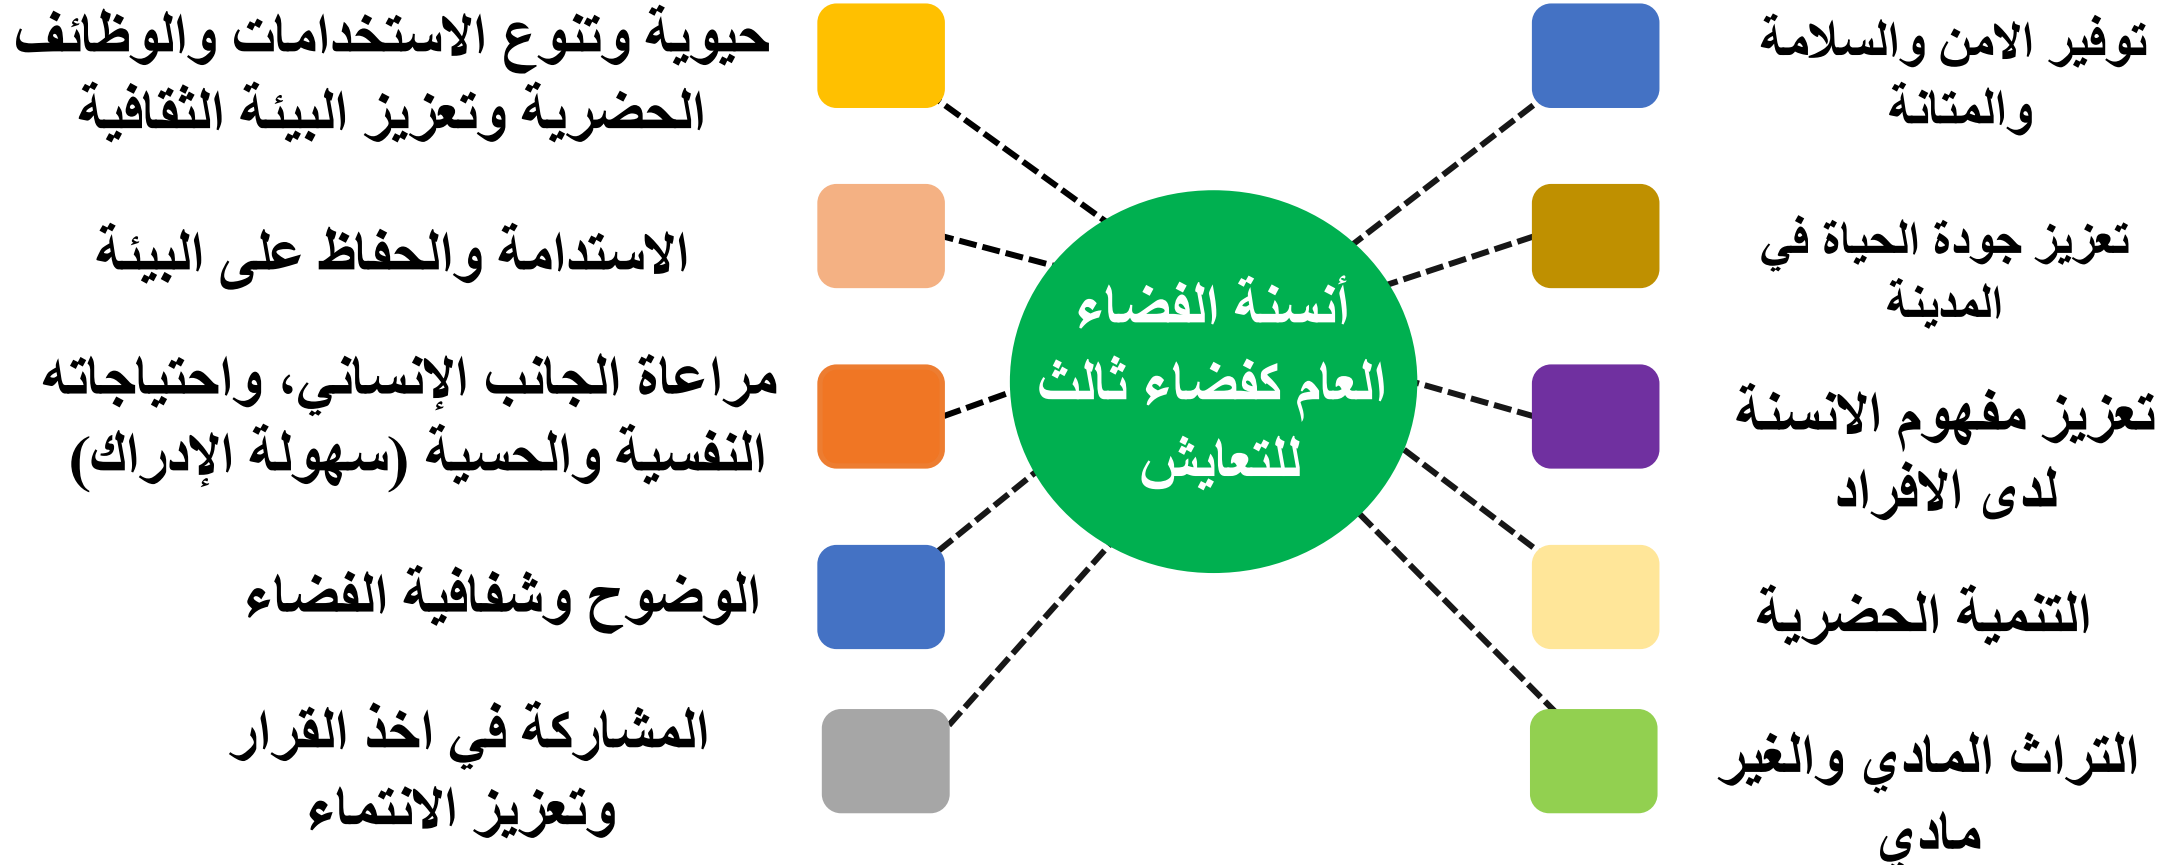 توفير الامن والسلامة
والمتانة
تعزيز جودة الحياة في
المدينة
تعزيز مفهوم الانسنة
لدى الافراد
التنمية الحضرية
التراث المادي والغير
مادي
أنسنة الفضاء
العام كفضاء ثالث
للتعايش
حيوية وتنوع الاستخدامات والوظائف
الحضرية وتعزيز البيئة الثقافية
الاستدامة والحفاظ على البيئة
مراعاة الجانب الإنساني، واحتياجاته
النفسية والحسية (سهولة الإدراك)
الوضوح وشفافية الفضاء
المشاركة في اخذ القرار
وتعزيز الانتماء